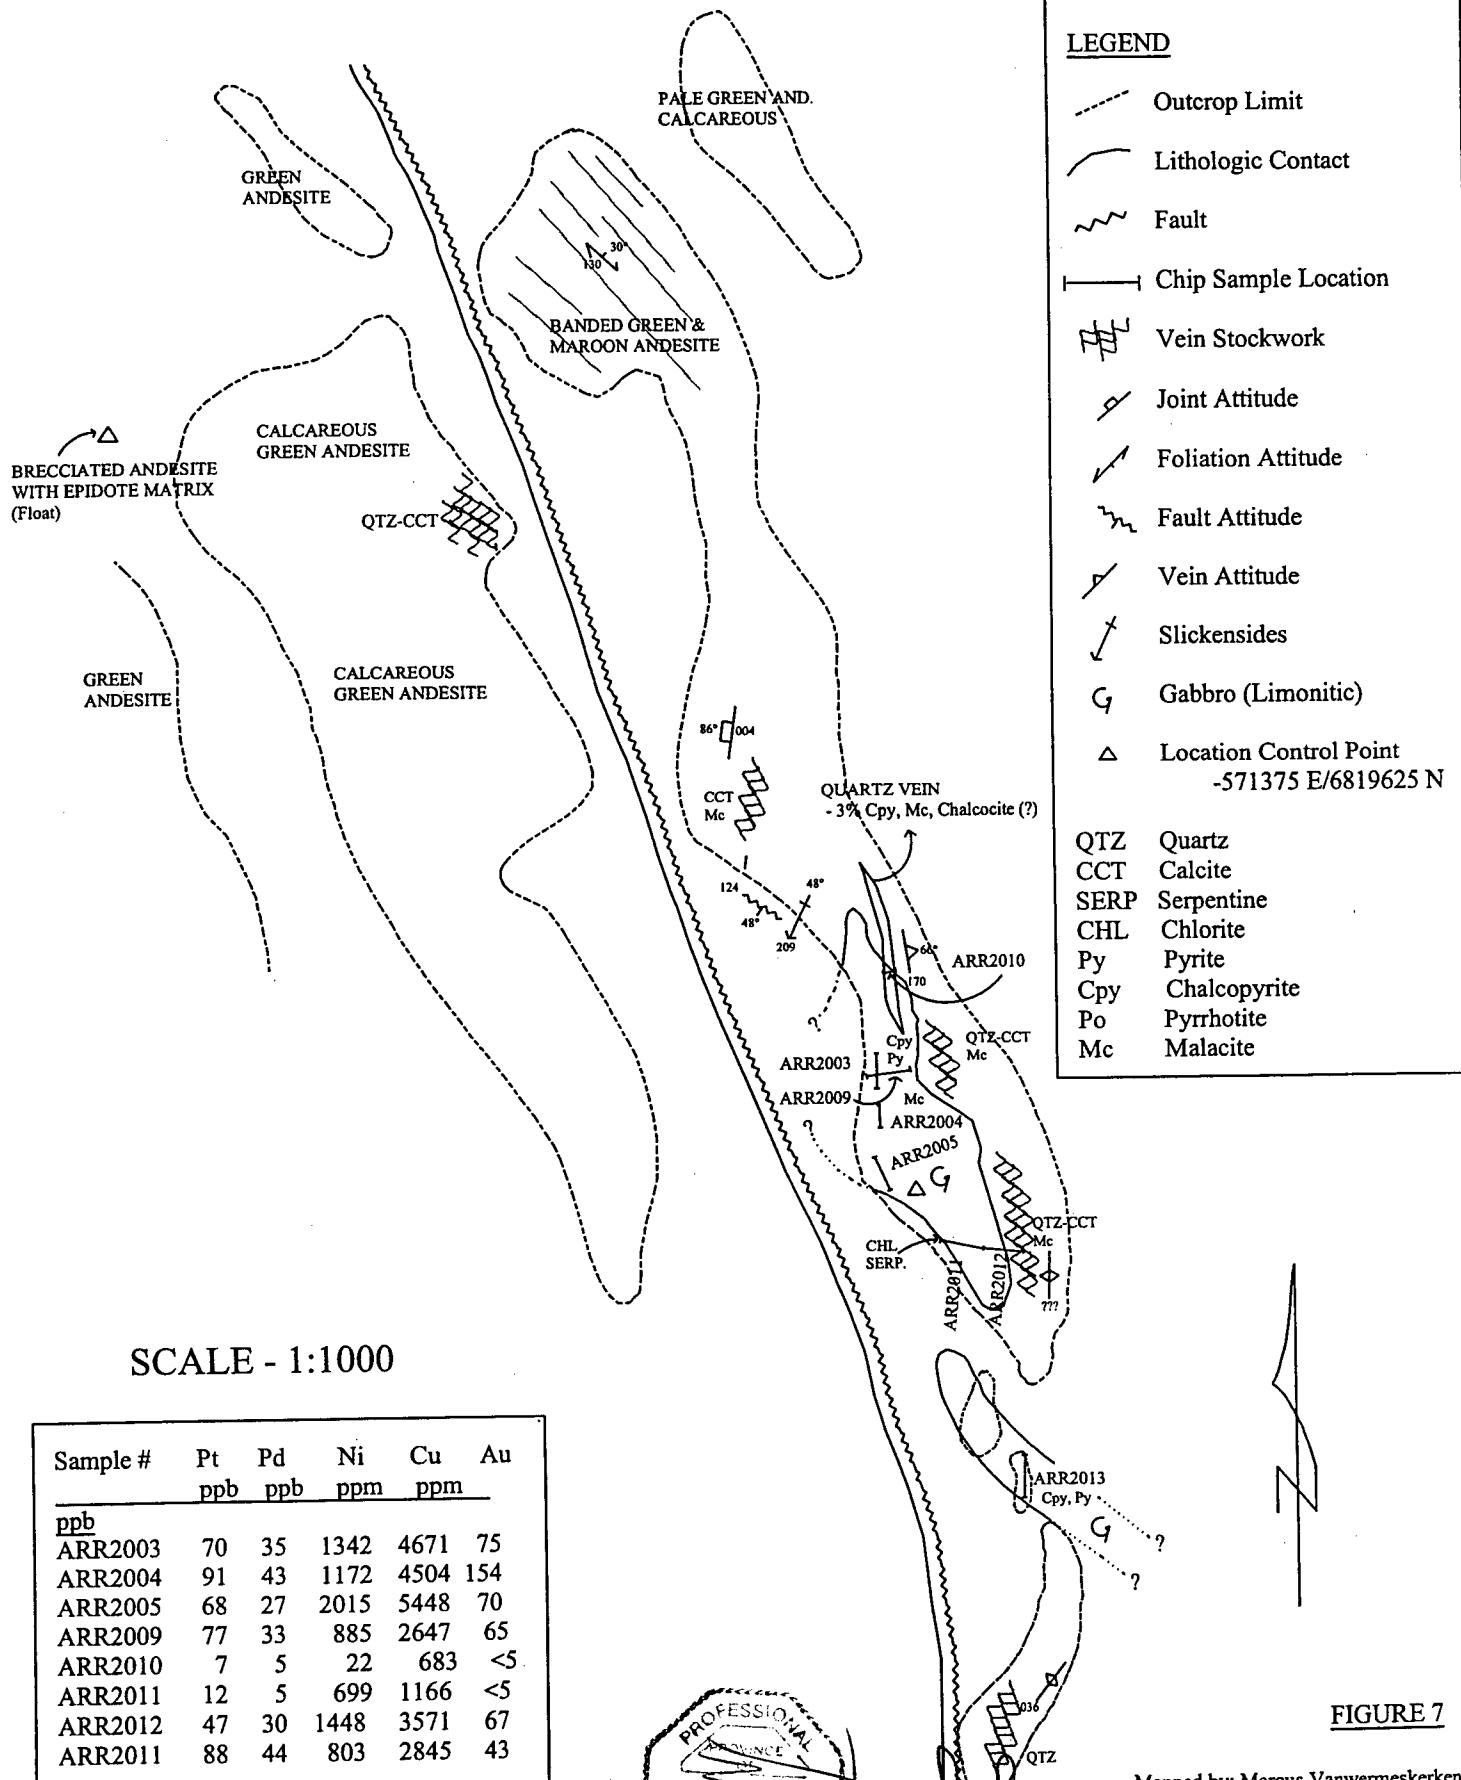 LEGEND
Outcrop Limit
Lithologic Contact
Fault
Chip Sample Location
Vein Stockwork
Joint Attitude
Foliation Attitude
Fault Attitude
Vein Attitude
Slickensides
Gabbro (Limonitic)
Location Control Point
-571375 E/6819625 N
QTZ Quartz
CCT Calcite
SERP Serpentine
CHL Chlorite
Py Pyrite
Cpy Chalcopyrite
Po Pyrrhotite
Mc Malacite
PALE GREEN AND.
CALCAREOUS
GREEN
ANDESITE
30°
130
BANDED GREEN &
MAROON ANDESITE
CALCAREOUS
GREEN ANDESITE
BRECCIATED ANDESITE
WITH EPIDOTE MATRIX
(Float)
QTZ-CCT
GREEN
ANDESITE
CALCAREOUS
GREEN ANDESITE
86° 004
CCT
Mc
QUARTZ VEIN
- 3% Cpy, Mc, Chalcocite (?)
124
48°
48°
209
66°
170
ARR2010
?
Cpy
Py
QTZ-CCT
Mc
ARR2003
ARR2009
Mc
ARR2004
?
ARR2005
G
QTZ-CCT
Mc
CHL
SERP.
ARR2011
ARR2012
???
ARR2013
Cpy, Py
G
?
?
036
QTZ
SCALE - 1:1000
Sample # Pt Pd Ni Cu Au
ppb ppb ppm ppm
ppb
ARR2003 70 35 1342 4671 75
ARR2004 91 43 1172 4504 154
ARR2005 68 27 2015 5448 70
ARR2009 77 33 885 2647 65
ARR2010 7 5 22 683 <5
ARR2011 12 5 699 1166 <5
ARR2012 47 30 1448 3571 67
ARR2011 88 44 803 2845 43
PROFESSIONAL
PROVINCE
N
FIGURE 7
Mapped by: Marcus Vanwermeskerken